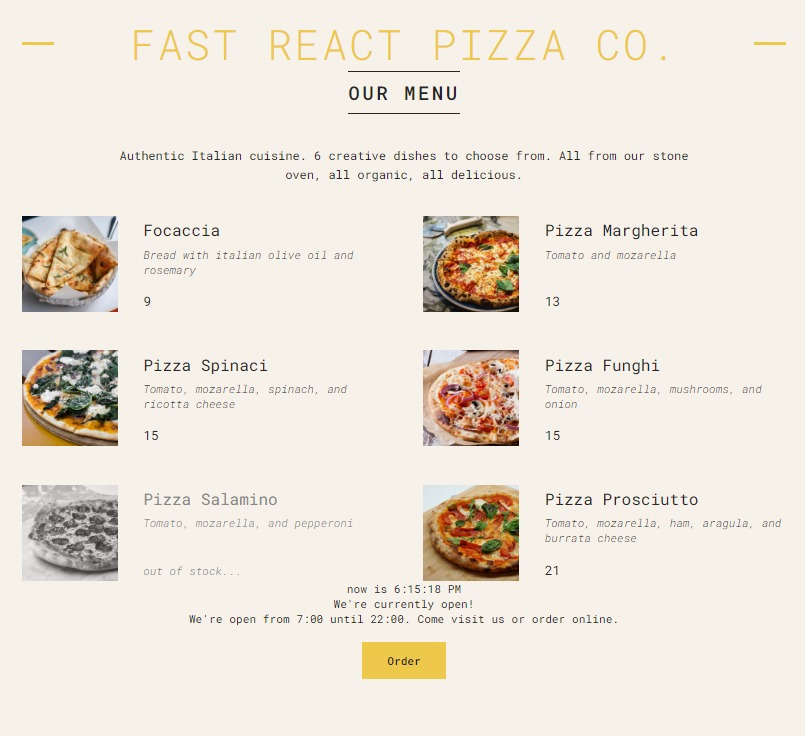 FAST REACT PIZZA CO.
OUR MENU
Authentic Italian cuisine. 6 creative dishes to choose from. All from our stone
oven, all organic, all delicious.
Focaccia
Bread with italian olive oil and
rosemary
9
Pizza Margherita
Tomato and mozarella
13
Pizza Spinaci
Tomato, mozarella, spinach, and
ricotta cheese
15
Pizza Funghi
Tomato, mozarella, mushrooms, and
onion
15
Pizza Salamino
Tomato, mozarella, and pepperoni
out of stock...
Pizza Prosciutto
Tomato, mozarella, ham, aragula, and
burrata cheese
21
now is 6:15:18 PM
We're currently open!
We're open from 7:00 until 22:00. Come visit us or order online.
Order